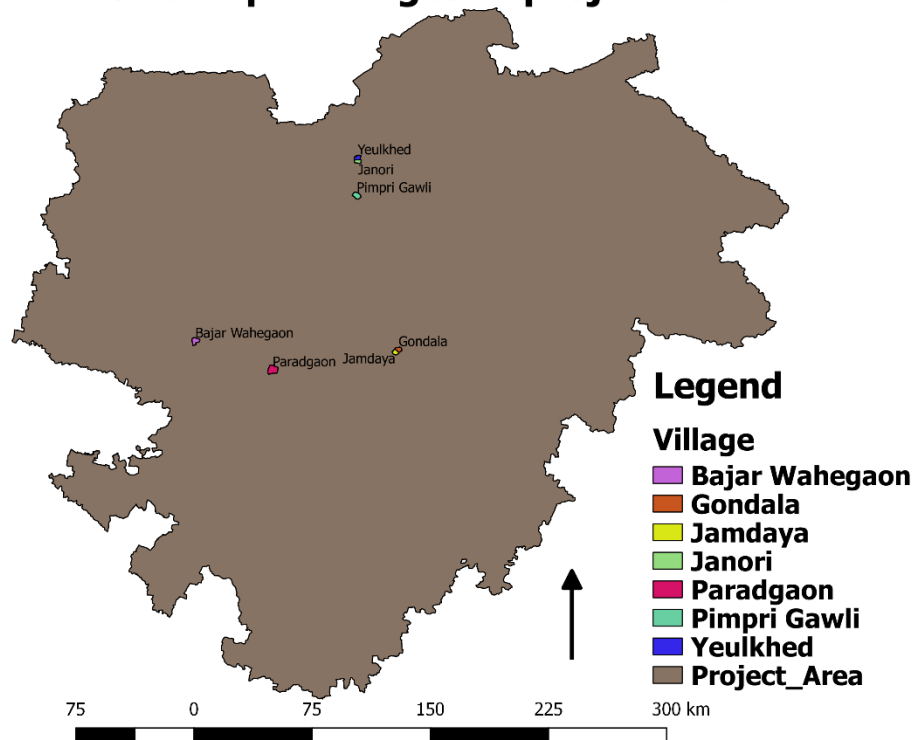 Yeulkhed
Janori
Pimpri Gawli
Bajar Wahegaon
Gondala
Jamdaya
Paradgaon
Legend
Village
Bajar Wahegaon
Gondala
Jamdaya
Janori
Paradgaon
Pimpri Gawli
Yeulkhed
Project_Area
75 0 75 150 225 300 km